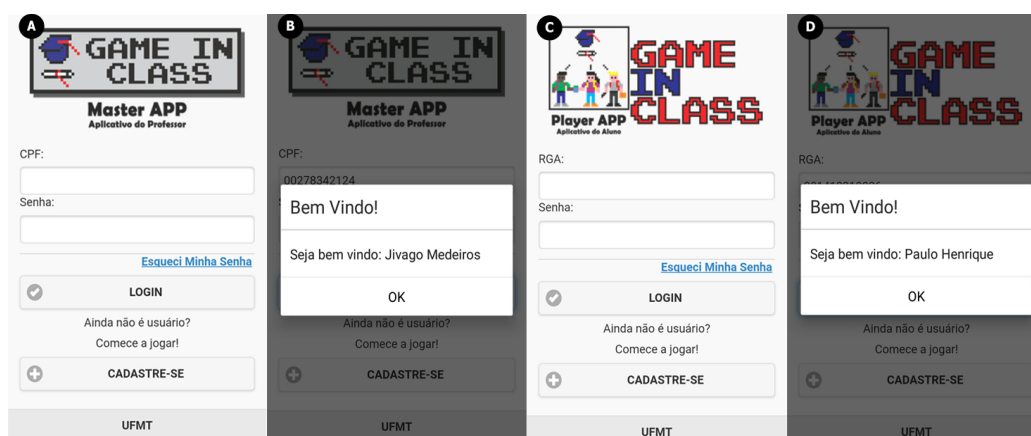 A
GAME IN
CLASS
Master APP
Aplicativo do Professor
CPF:
Senha:
Esqueci Minha Senha
LOGIN
Ainda não é usuário?
Comece a jogar!
CADASTRE-SE
UFMT
B
GAME IN
CLASS
Master APP
Aplicativo do Professor
CPF:
00278342124
Bem Vindo!
Seja bem vindo: Jivago Medeiros
OK
Ainda não é usuário?
Comece a jogar!
CADASTRE-SE
UFMT
C
GAME
IN
CLASS
Player APP
Aplicativo do Aluno
RGA:
Senha:
Esqueci Minha Senha
LOGIN
Ainda não é usuário?
Comece a jogar!
CADASTRE-SE
UFMT
D
GAME
IN
CLASS
Player APP
Aplicativo do Aluno
RGA:
Bem Vindo!
Seja bem vindo: Paulo Henrique
OK
Ainda não é usuário?
Comece a jogar!
CADASTRE-SE
UFMT